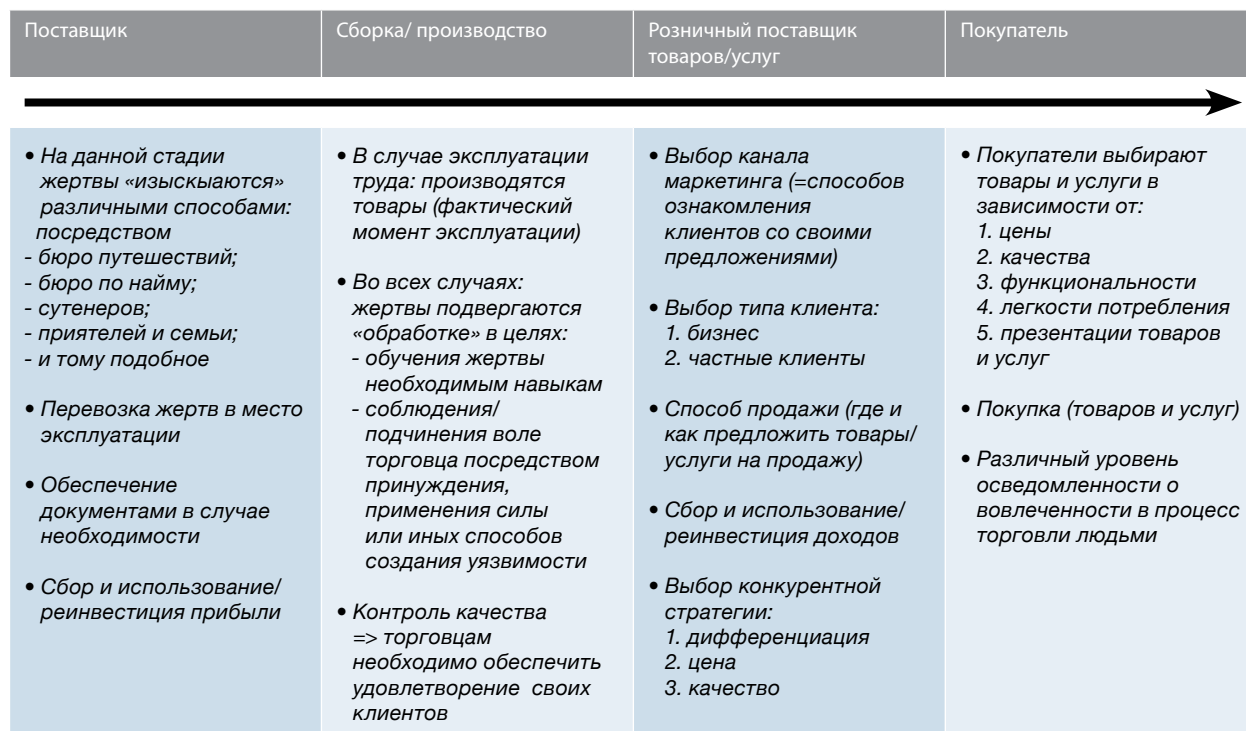 Поставщик
Сборка/ производство
Розничный поставщик
товаров/услуг
Покупатель
• На данной стадии
жертвы «изыскыаются»
различными способами:
посредством
- бюро путешествий;
- бюро по найму;
- сутенеров;
- приятелей и семьи;
- и тому подобное
• Перевозка жертв в место
эксплуатации
• Обеспечение
документами в случае
необходимости
• Сбор и использование/
реинвестиция прибыли
• В случае эксплуатации
труда: производятся
товары (фактический
момент эксплуатации)
• Во всех случаях:
жертвы подвергаются
«обработке» в целях:
- обучения жертвы
необходимым навыкам
- соблюдения/
подчинения воле
торговца посредством
принуждения,
применения силы
или иных способов
создания уязвимости
• Контроль качества
=> торговцам
необходимо обеспечить
удовлетворение своих
клиентов
• Выбор канала
маркетинга (=способов
ознакомления
клиентов со своими
предложениями)
• Выбор типа клиента:
1. бизнес
2. частные клиенты
• Способ продажи (где и
как предложить товары/
услуги на продажу)
• Сбор и использование/
реинвестиция доходов
• Выбор конкурентной
стратегии:
1. дифференциация
2. цена
3. качество
• Покупатели выбирают
товары и услуги в
зависимости от:
1. цены
2. качества
3. функциональности
4. легкости потребления
5. презентации товаров
и услуг
• Покупка (товаров и услуг)
• Различный уровень
осведомленности о
вовлеченности в процесс
торговли людьми